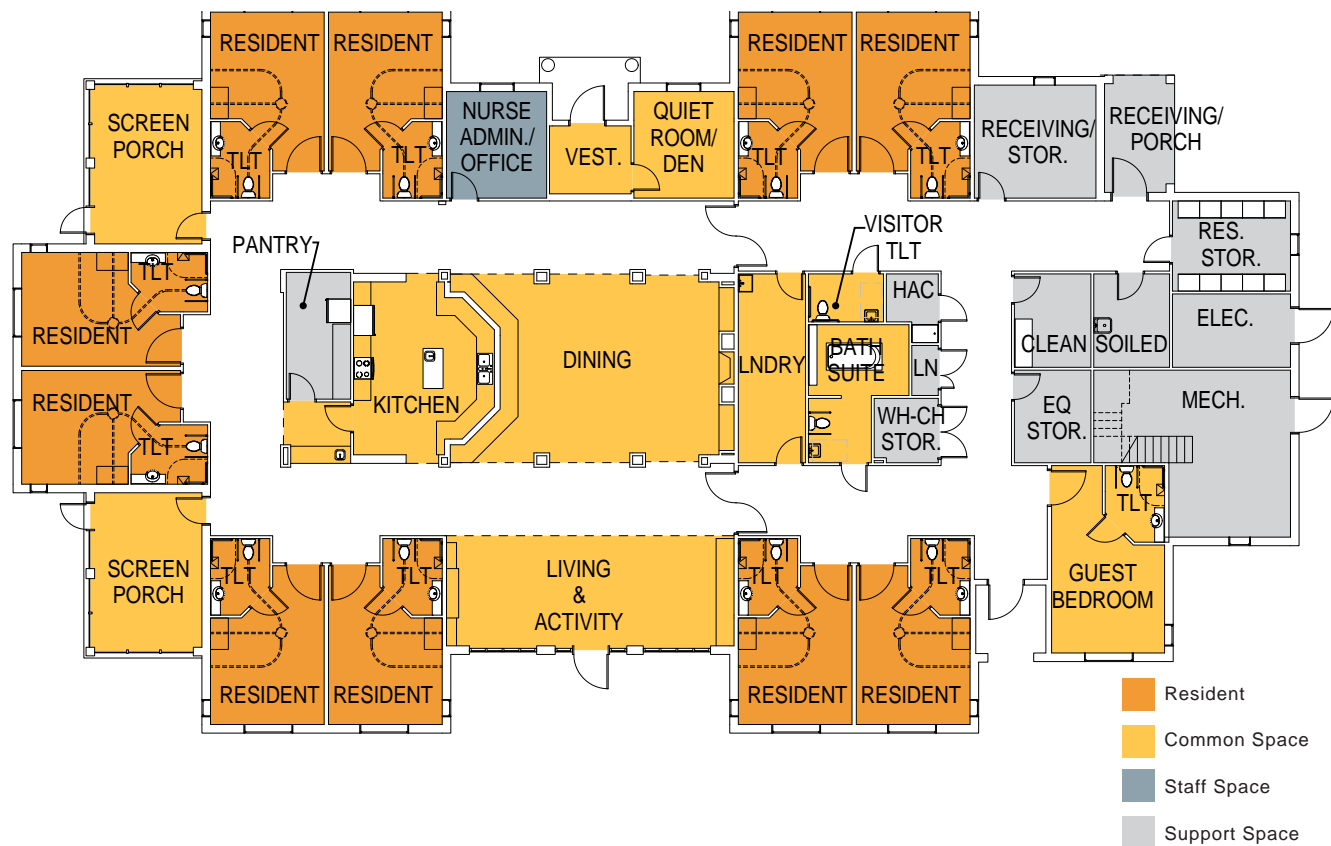 RESIDENT
RESIDENT
RESIDENT
RESIDENT
SCREEN
PORCH
TLT
TLT
NURSE
ADMIN./
OFFICE
VEST.
QUIET
ROOM/
DEN
TLT
TLT
RECEIVING/
STOR.
RECEIVING/
PORCH
PANTRY
VISITOR
TLT
RES.
STOR.
TLT
RESIDENT
HAC
ELEC.
CLEAN
SOILED
DINING
LNDRY
BATH
SUITE
LN
RESIDENT
TLT
KITCHEN
WH-CH
STOR.
EQ
STOR.
MECH.
TLT
SCREEN
PORCH
TLT
TLT
LIVING
&
ACTIVITY
TLT
TLT
GUEST
BEDROOM
RESIDENT
RESIDENT
RESIDENT
RESIDENT
Resident
Common Space
Staff Space
Support Space